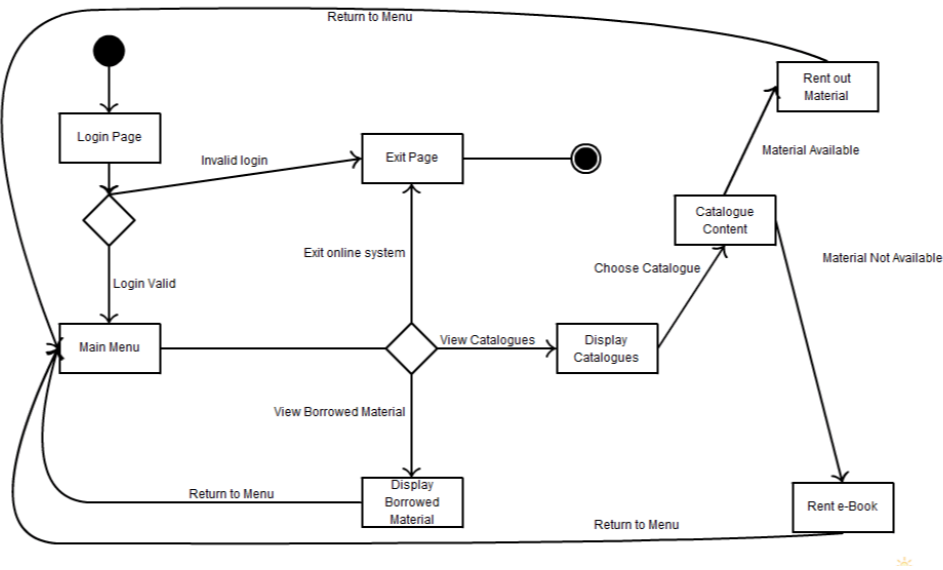 Return to Menu
Rent out
Material
Login Page
Invalid login
Exit Page
Material Available
Catalogue
Content
Exit online system
Material Not Available
Choose Catalogue
Login Valid
Main Menu
View Catalogues
Display
Catalogues
View Borrowed Material
Display
Borrowed
Material
Return to Menu
Rent e-Book
Return to Menu